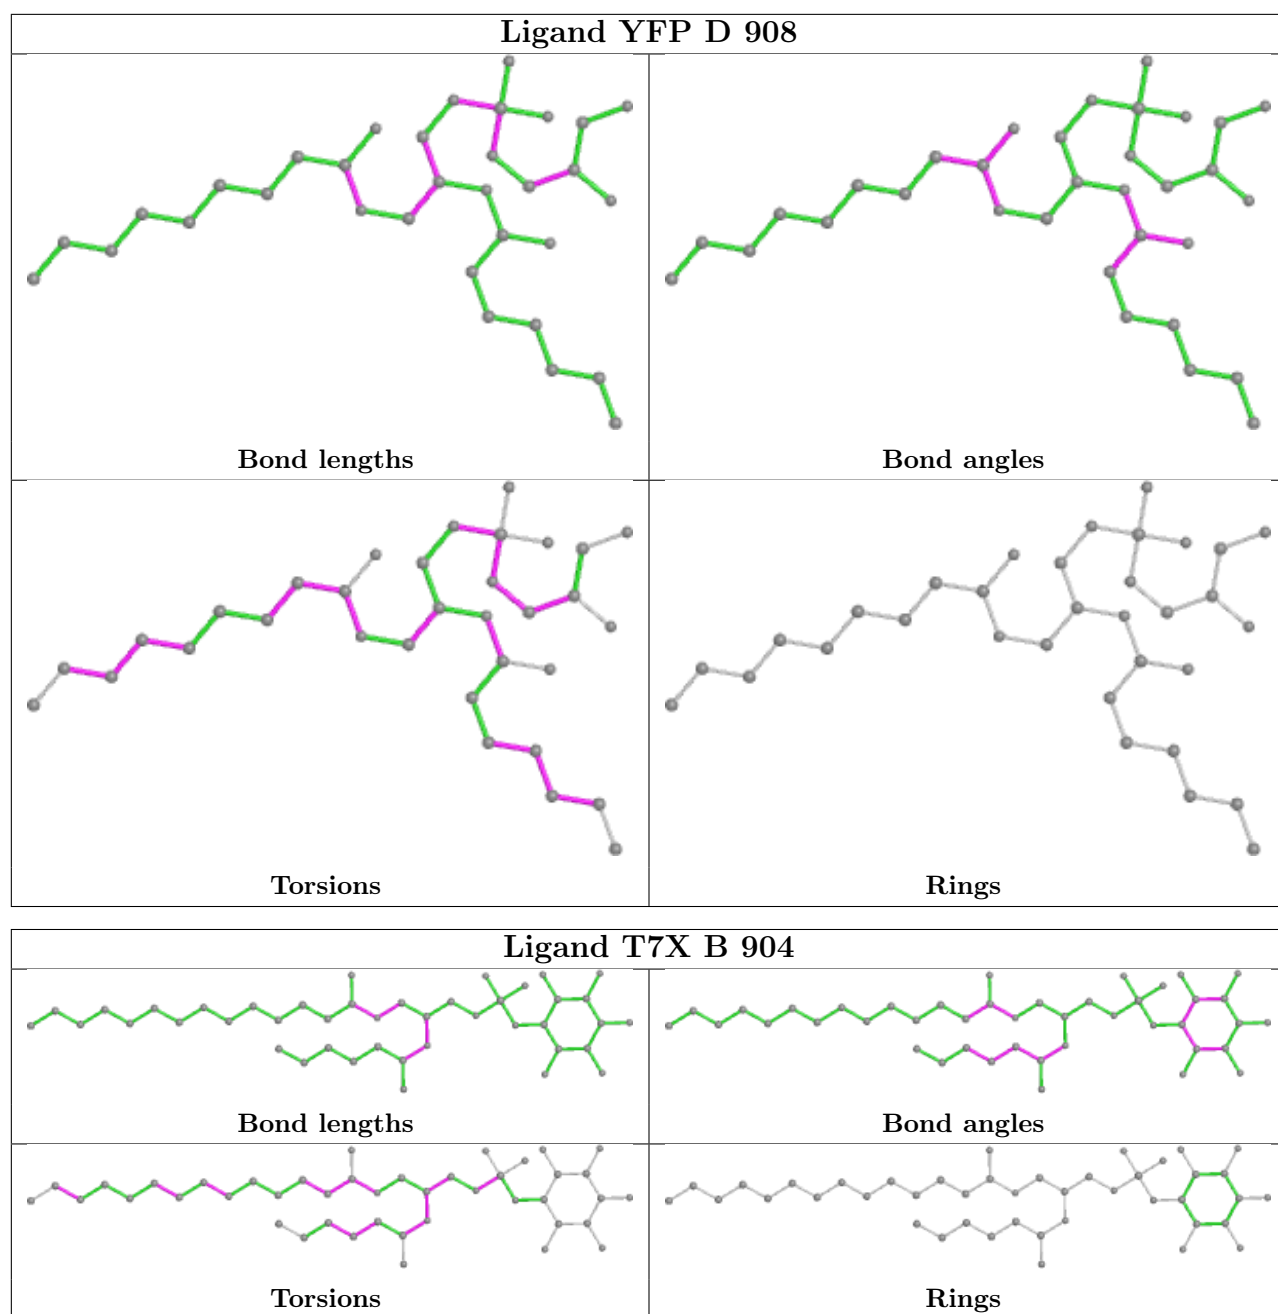 Ligand YFP D 908
Bond lengths
Bond angles
Torsions
Rings
Ligand T7X B 904
Bond lengths
Bond angles
Torsions
Rings